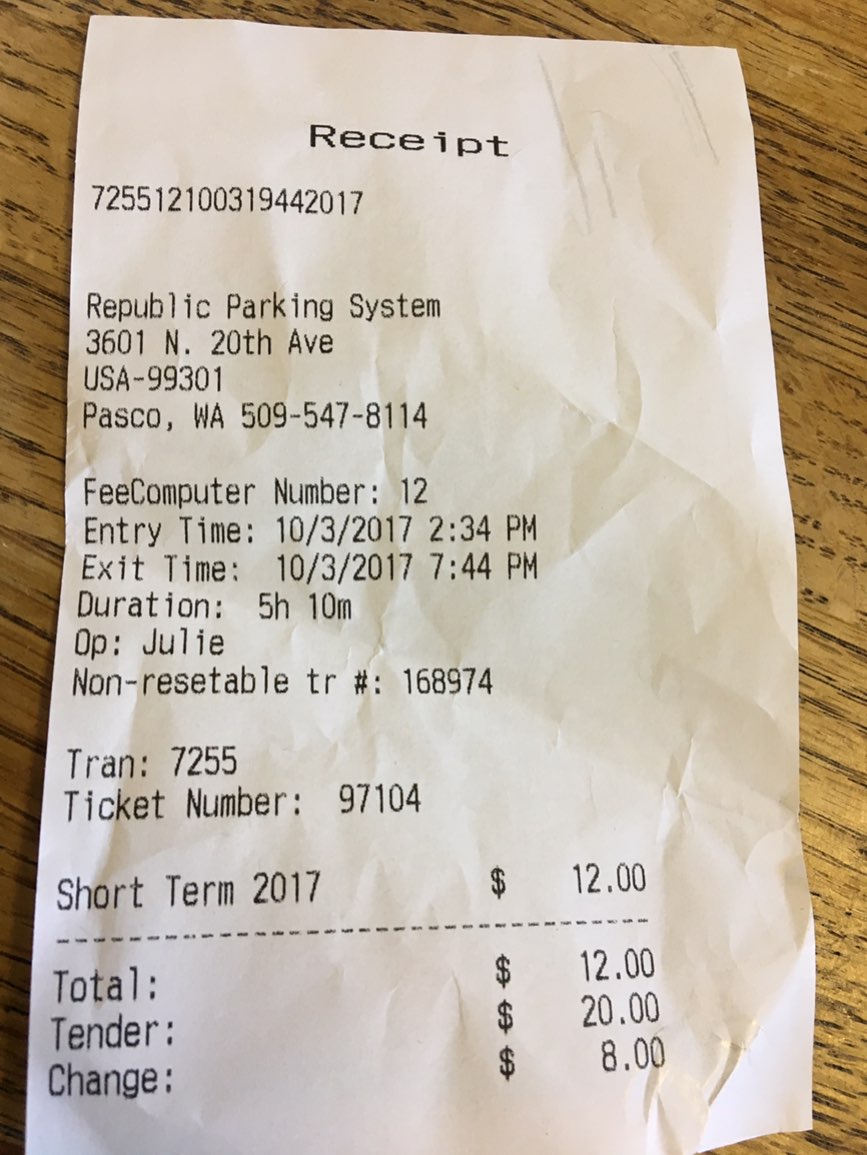 Receipt
725512100319442017
Republic Parking System
3601 N. 20th Ave
USA-99301
Pasco, WA 509-547-8114
FeeComputer Number: 12
Entry Time: 10/3/2017 2:34 PM
Exit Time: 10/3/2017 7:44 PM
Duration: 5h 10m
Op: Julie
Non-resetable tr #: 168974
Tran: 7255
Ticket Number: 97104
Short Term 2017 $ 12.00
Total: $ 12.00
Tender: $ 20.00
Change: $ 8.00